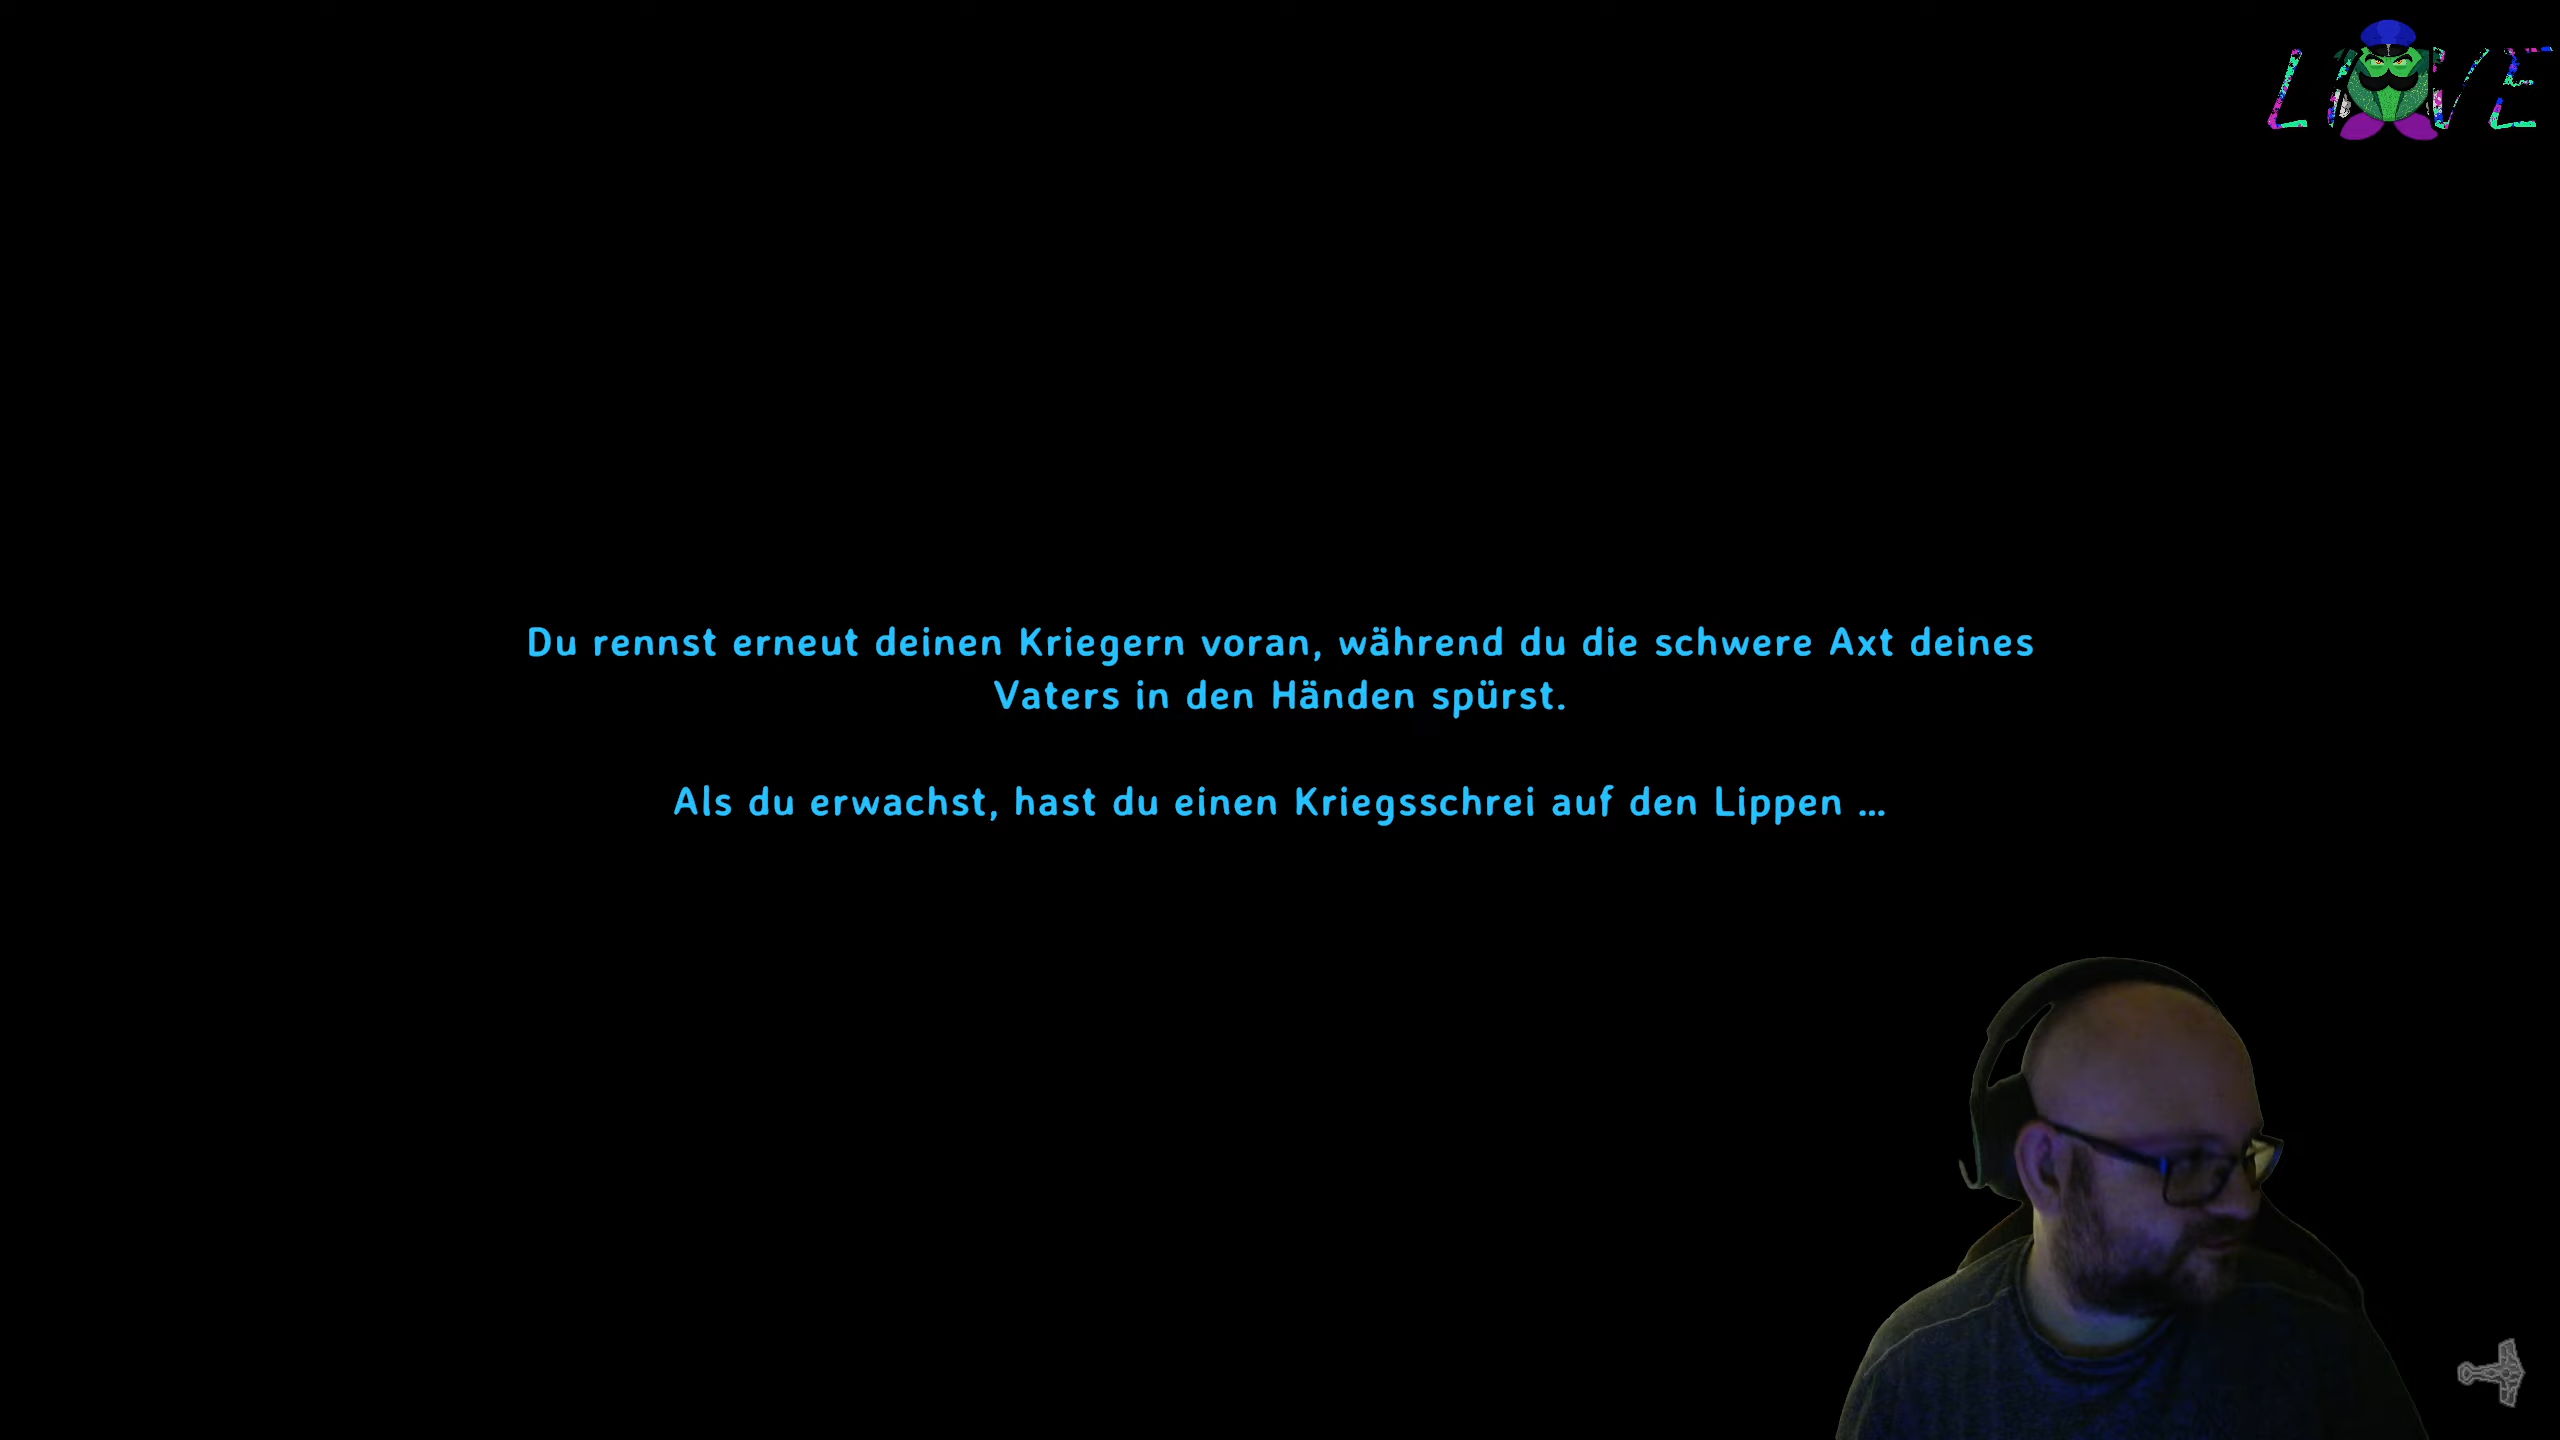 LIVE
Du rennst erneut deinen Kriegern voran, während du die schwere Axt deines
Vaters in den Händen spürst.
Als du erwachst, hast du einen Kriegsschrei auf den Lippen ...